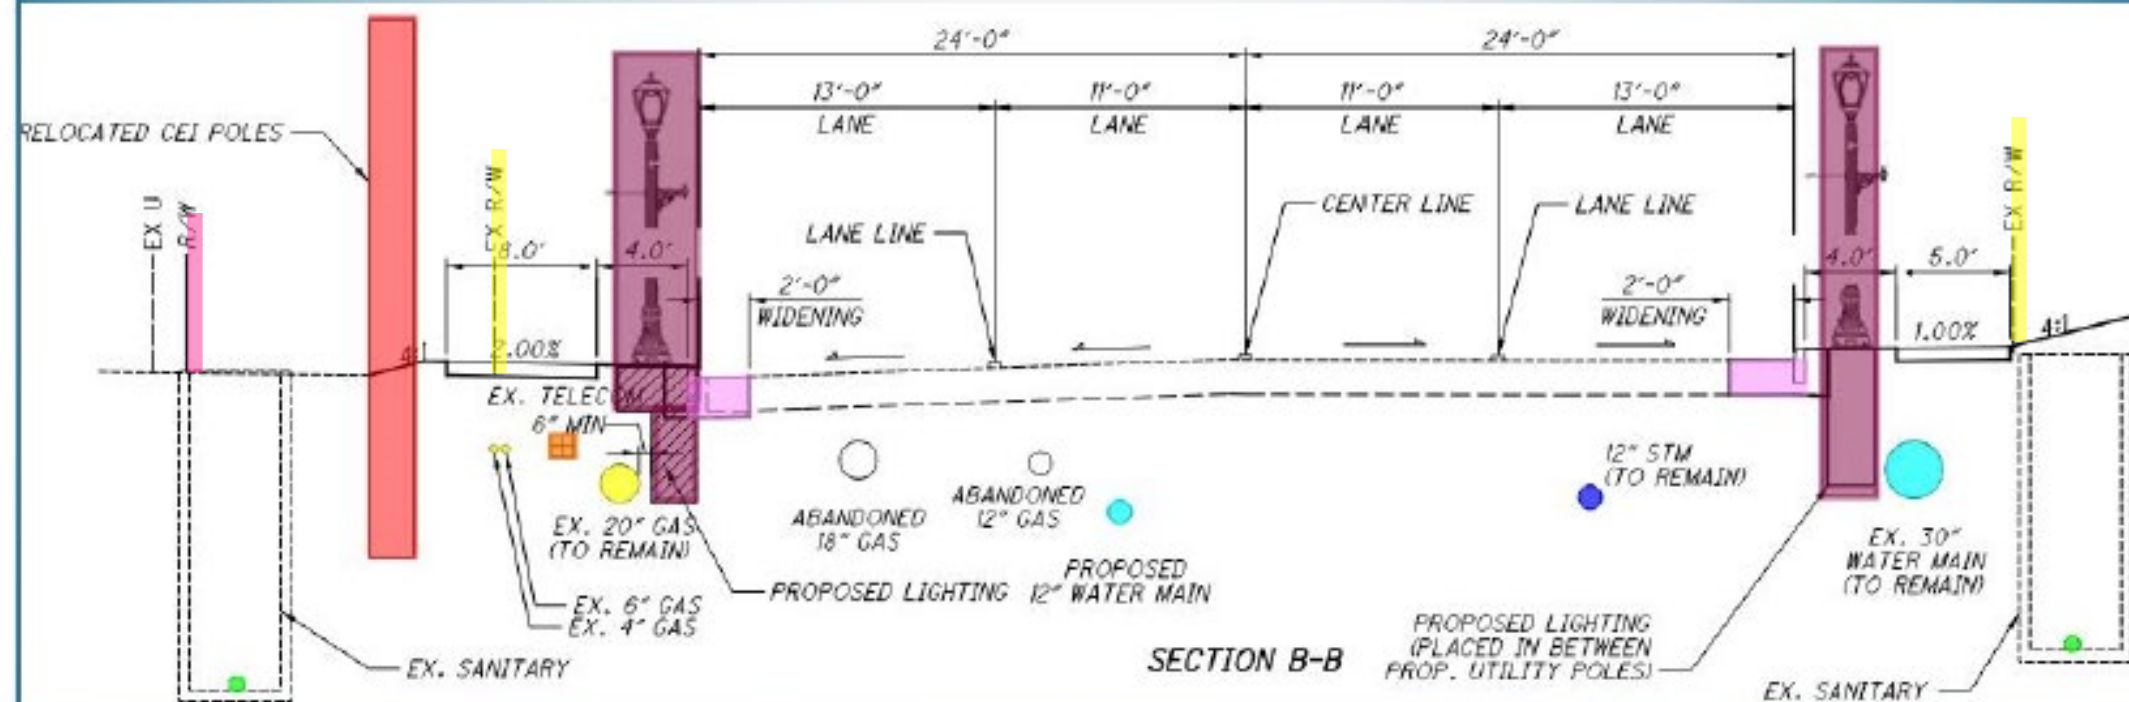 24'-0"
24'-0"
13'-0"
LANE
11'-0"
LANE
11'-0"
LANE
13'-0"
LANE
RELOCATED CEI POLES
EX U
R/W
EX R/W
EX R/W
8.0'
4.0'
LANE LINE
CENTER LINE
LANE LINE
2'-0"
WIDENING
2'-0"
WIDENING
4.0'
5.0'
4:1
.00%
1.00%
4:1
EX. TELECOM
6" MIN
EX. 20" GAS
(TO REMAIN)
ABANDONED
18" GAS
ABANDONED
12" GAS
PROPOSED
12" WATER MAIN
12" STM
(TO REMAIN)
EX. 30"
WATER MAIN
(TO REMAIN)
PROPOSED LIGHTING
EX. 6" GAS
EX. 4" GAS
EX. SANITARY
SECTION B-B
PROPOSED LIGHTING
(PLACED IN BETWEEN
PROP. UTILITY POLES)
EX. SANITARY